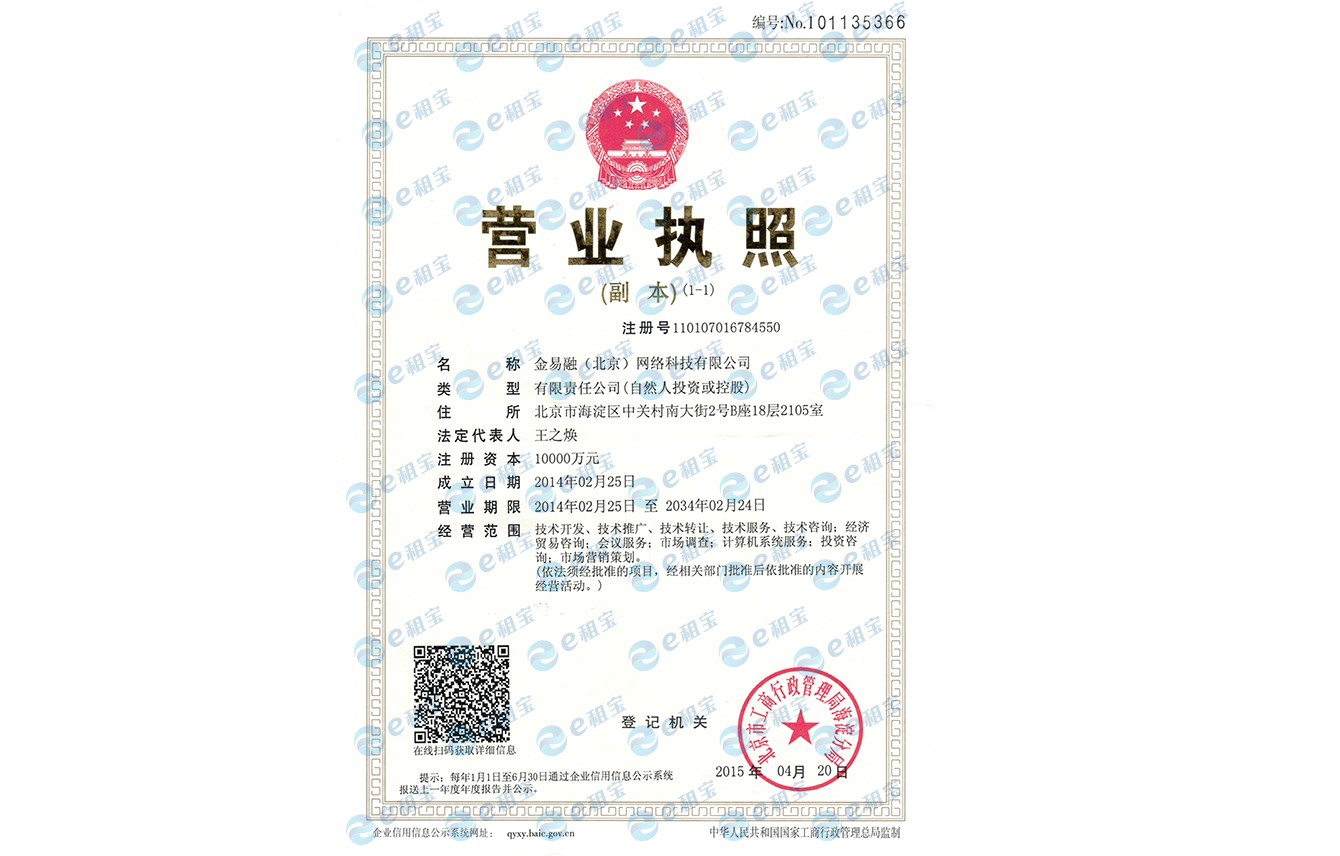 编号:No.101135366
营业执照
(副 本)(1-1)
注册号110107016784550
名 称 金易融（北京）网络科技有限公司
类 型 有限责任公司(自然人投资或控股)
住 所 北京市海淀区中关村南大街2号B座18层2105室
法定代表人 王之焕
注册资本 10000万元
成立日期 2014年02月25日
营业期限 2014年02月25日 至 2034年02月24日
经营范围 技术开发、技术推广、技术转让、技术服务、技术咨询；经济
贸易咨询；会议服务；市场调查；计算机系统服务；投资咨
询；市场营销策划。
(依法须经批准的项目，经相关部门批准后依批准的内容开展
经营活动。)
在线扫码获取详细信息
登记机关
北京市工商行政管理局海淀分局
2015年 04月 20日
提示：每年1月1日至6月30日通过企业信用信息公示系统
报送上一年度年度报告并公示。
企业信用信息公示系统网址： qyxy.baic.gov.cn
中华人民共和国国家工商行政管理总局监制
e租宝